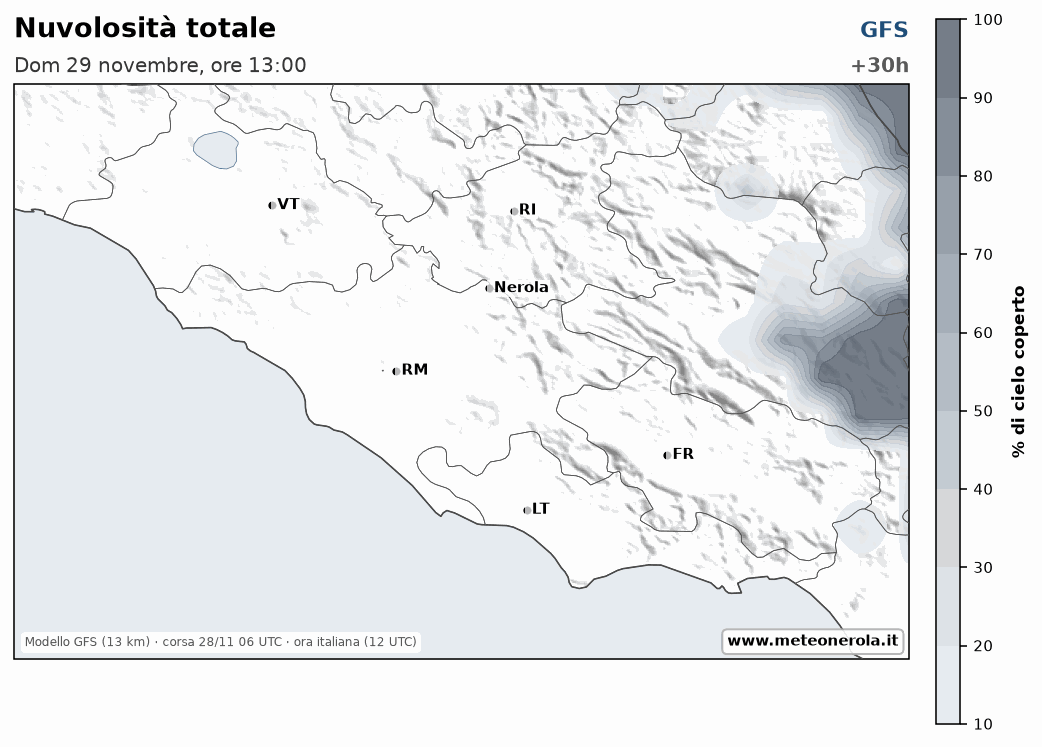 Nuvolosità totale
GFS
Dom 29 novembre, ore 13:00
+30h
VT
RI
Nerola
RM
FR
LT
Modello GFS (13 km) · corsa 28/11 06 UTC · ora italiana (12 UTC)
www.meteonerola.it
100
90
80
70
60
50
40
30
20
10
% di cielo coperto